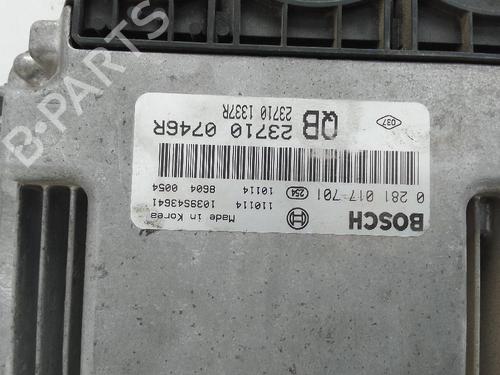 BOSCH
Made in Korea
0 281 017 701
110114
1039S43641
254
10114
8604 0054
QB 23710 0746R
23710 1337R
037
B-PARTS